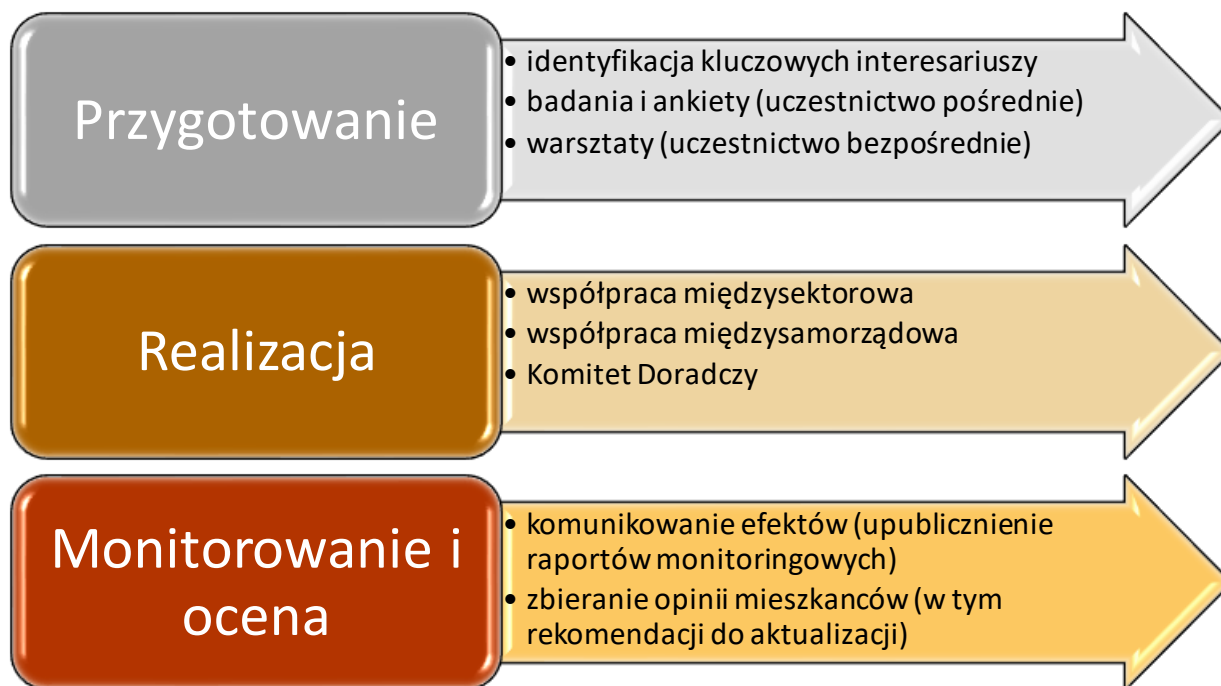 Przygotowanie
• identyfikacja kluczowych interesariuszy
• badania i ankiety (uczestnictwo pośrednie)
• warsztaty (uczestnictwo bezpośrednie)
Realizacja
• współpraca międzysektorowa
• współpraca międzysamorządowa
• Komitet Doradczy
Monitorowanie i
ocena
• komunikowanie efektów (upublicznienie
raportów monitoringowych)
• zbieranie opinii mieszkanców (w tym
rekomendacji do aktualizacji)